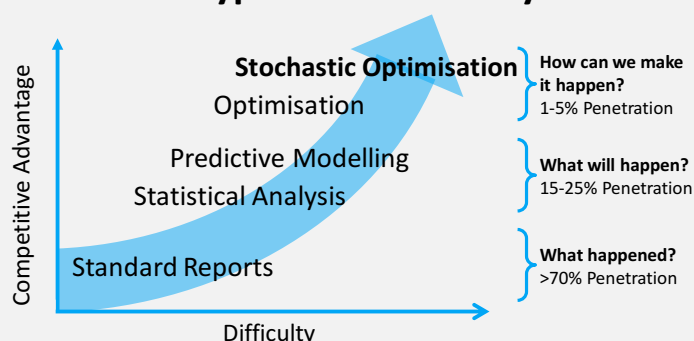 Competitive Advantage
Stochastic Optimisation
Optimisation
Predictive Modelling
Statistical Analysis
Standard Reports
Difficulty
How can we make
it happen?
1-5% Penetration
What will happen?
15-25% Penetration
What happened?
>70% Penetration